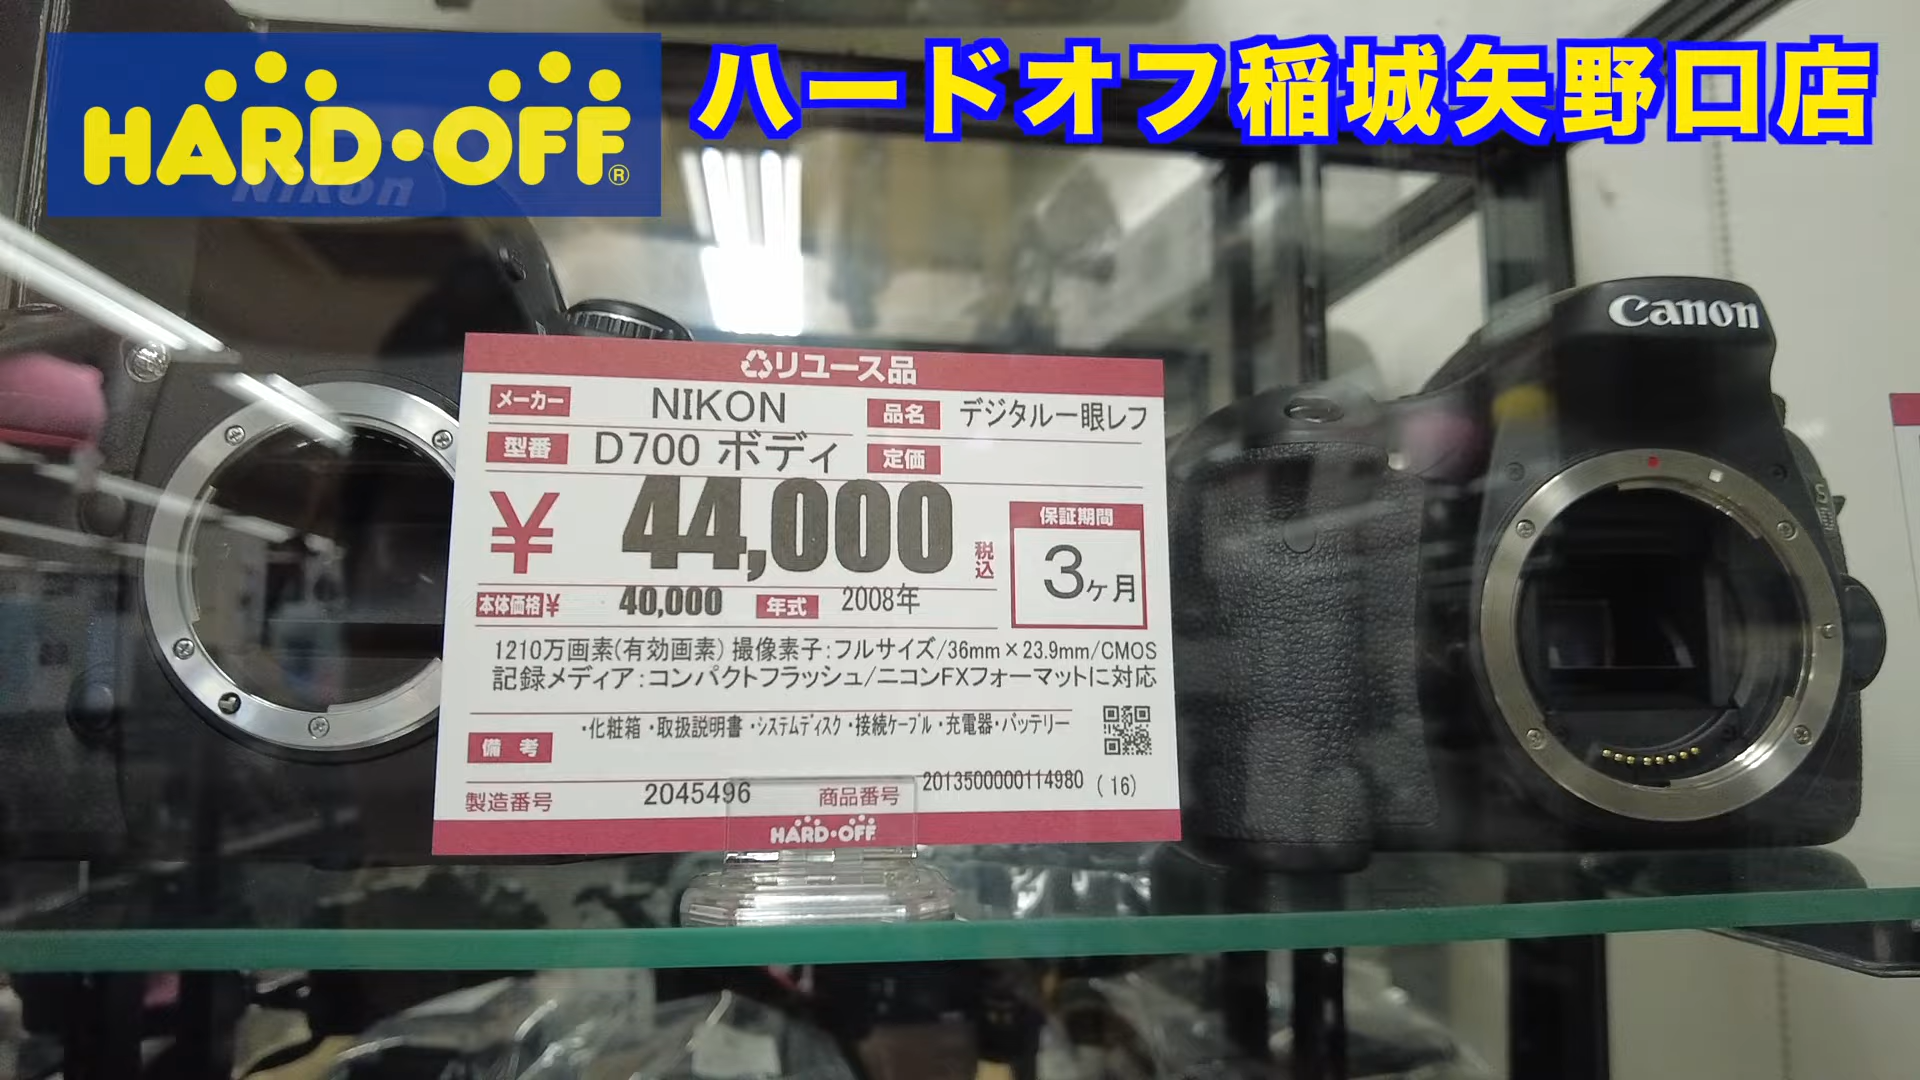 HARD・OFF®
ハードオフ稲城矢野口店
Nikon
Canon
リユース品
メーカー NIKON 品名 デジタル一眼レフ
型番 D700 ボディ 定価
¥ 44,000 税込
保証期間
3ヶ月
本体価格¥ 40,000 年式 2008年
1210万画素(有効画素) 撮像素子:フルサイズ/36mm×23.9mm/CMOS
記録メディア:コンパクトフラッシュ/ニコンFXフォーマットに対応
備考 ・化粧箱・取扱説明書・システムディスク・接続ケーブル・充電器・バッテリー
製造番号 2045496 商品番号 2013500000114980 (16)
HARD・OFF